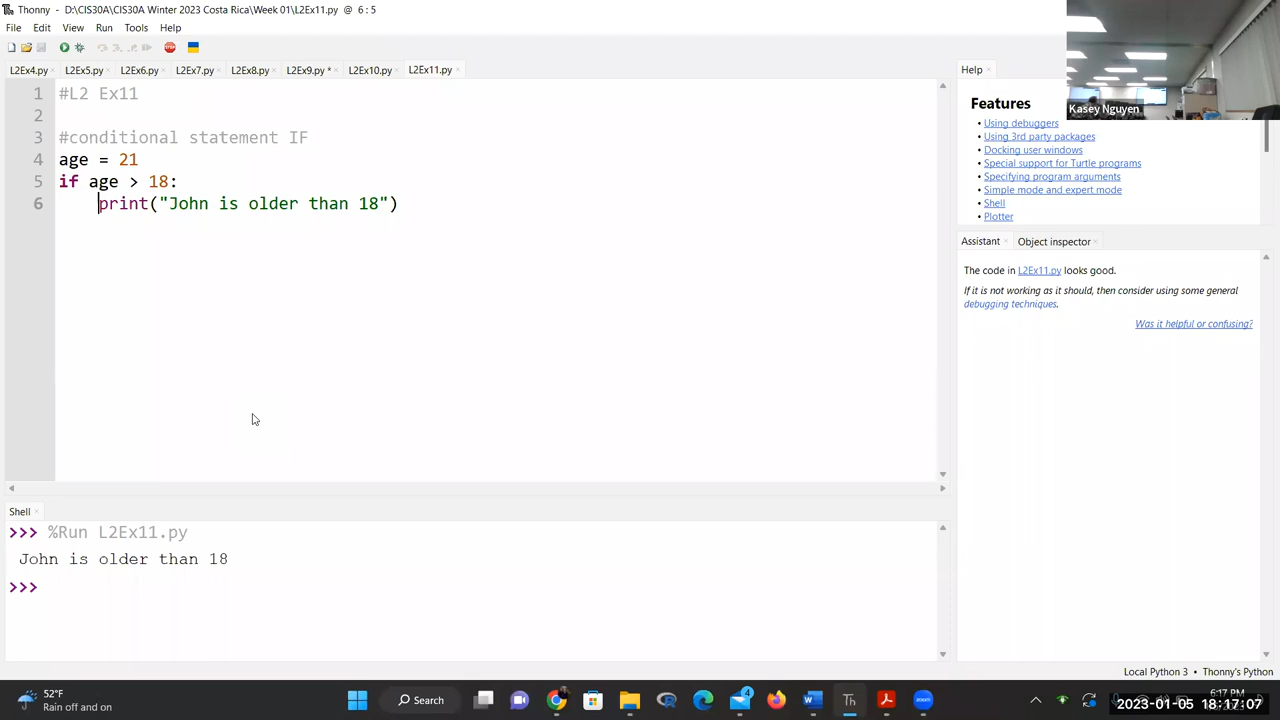 Thonny - D:\CIS30A\CIS30A Winter 2023 Costa Rica\Week 01\L2Ex11.py @ 6 : 5
File Edit View Run Tools Help
L2Ex4.py L2Ex5.py L2Ex6.py L2Ex7.py L2Ex8.py L2Ex9.py * L2Ex10.py L2Ex11.py
1 #L2 Ex11
2
3 #conditional statement IF
4 age = 21
5 if age > 18:
6 print("John is older than 18")
Help
Kasey Nguyen
Features
• Using debuggers
• Using 3rd party packages
• Docking user windows
• Special support for Turtle programs
• Specifying program arguments
• Simple mode and expert mode
• Shell
• Plotter
Assistant Object inspector
The code in L2Ex11.py looks good.
If it is not working as it should, then consider using some general
debugging techniques.
Was it helpful or confusing?
Shell
>>> %Run L2Ex11.py
John is older than 18
>>>
Local Python 3 • Thonny's Python
52°F
Rain off and on
Search
4
Th
zoom
6:17 PM
2023-01-05 18:17:07